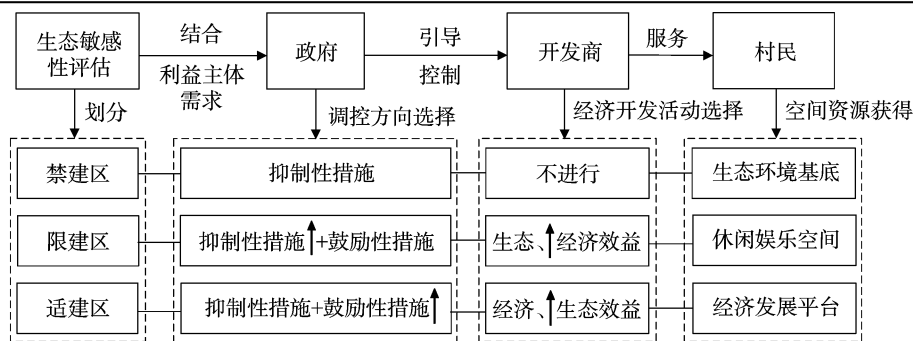 生态敏感
性评估
结合
利益主体
需求
政府
引导
控制
开发商
服务
村民
划分
调控方向选择
经济开发活动选择
空间资源获得
禁建区
抑制性措施
不进行
生态环境基底
限建区
抑制性措施↑+鼓励性措施
生态、↑经济效益
休闲娱乐空间
适建区
抑制性措施+鼓励性措施↑
经济、↑生态效益
经济发展平台